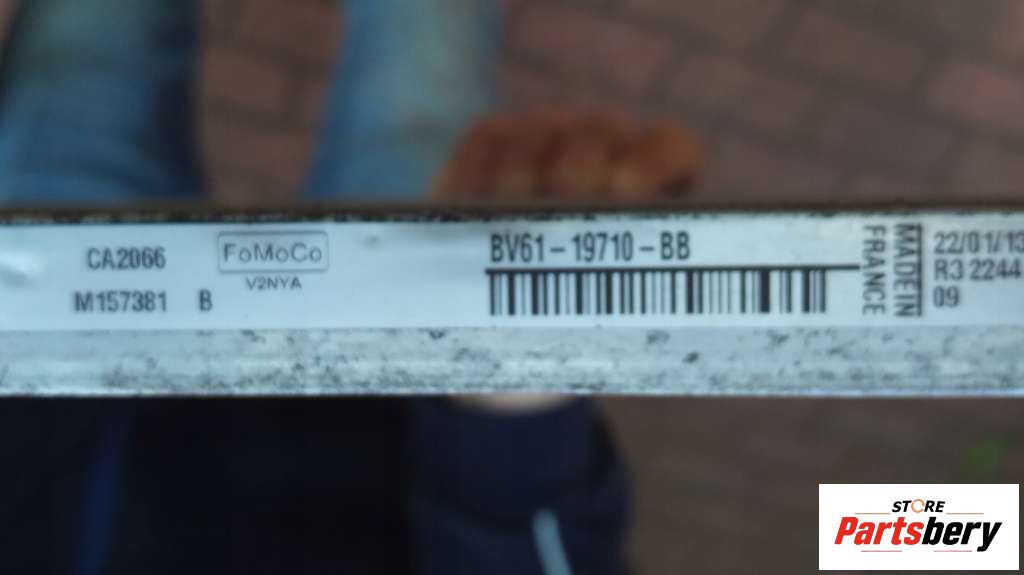 CA2066
M157381 B
FoMoCo
V2NYA
BV61-19710-BB
MADE IN
FRANCE
22/01/13
R3 2244
09
STORE
Partsbery